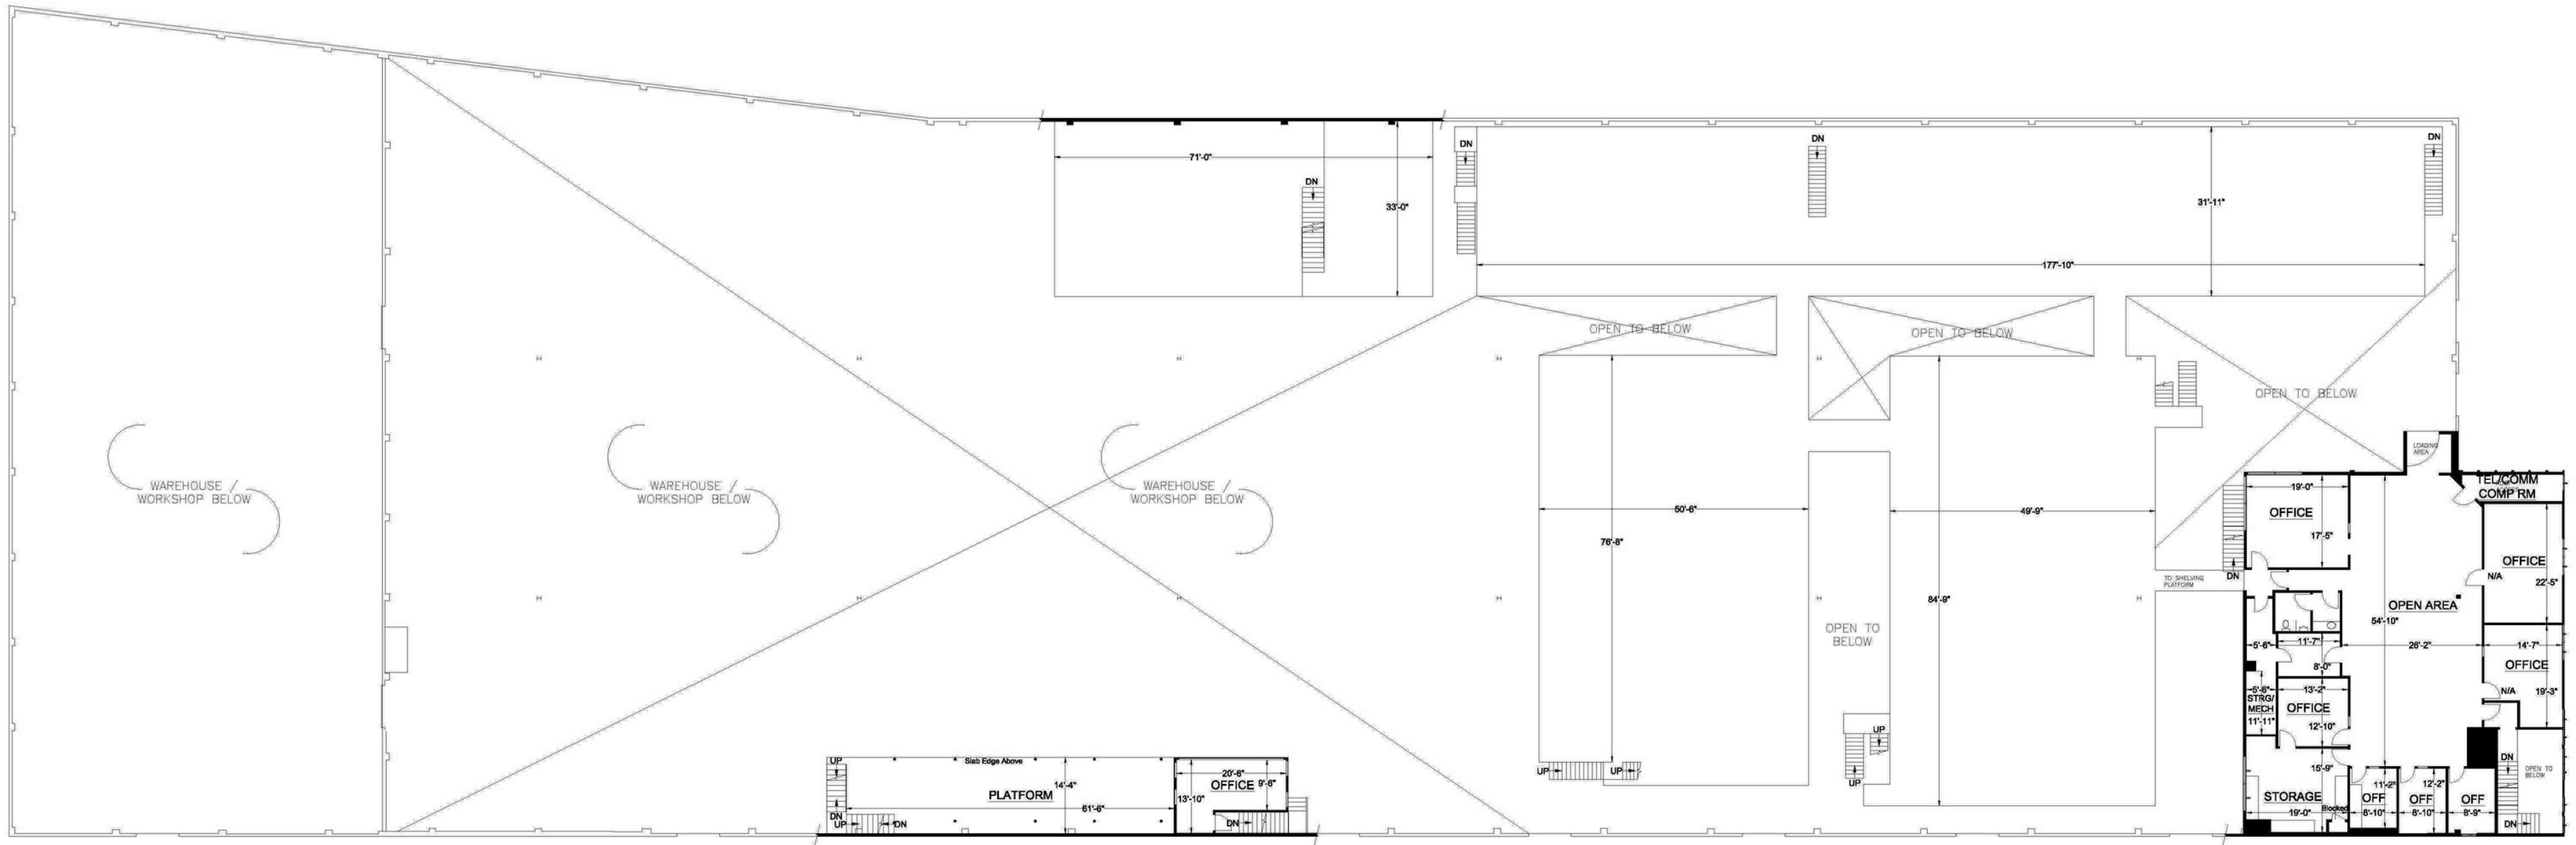 DN
DN
DN
71'-0"
DN
33'-0"
31'-11"
177'-10"
OPEN TO BELOW
OPEN TO BELOW
OPEN TO BELOW
WAREHOUSE /
WORKSHOP BELOW
WAREHOUSE /
WORKSHOP BELOW
WAREHOUSE /
WORKSHOP BELOW
50'-6"
49'-9"
76'-8"
84'-9"
OPEN TO
BELOW
TO SHELVING
PLATFORM
DN
LOADING
AREA
TEL/COMM
COMP RM
19'-0"
OFFICE
17'-5"
OFFICE
N/A
22'-5"
OPEN AREA
54'-10"
26'-2"
14'-7"
OFFICE
N/A
19'-3"
5'-6"
11'-7"
8'-0"
5'-6"
STRG/
MECH
11'-11"
13'-2"
OFFICE
12'-10"
15'-9"
STORAGE
19'-0"
Blocked
11'-2"
OFF
8'-10"
12'-2"
OFF
8'-10"
OFF
8'-9"
DN
OPEN TO
BELOW
DN
UP
DN
UP
DN
Slab Edge Above
PLATFORM
14'-4"
61'-6"
20'-6"
OFFICE
9'-6"
13'-10"
DN
UP
UP
UP
UP